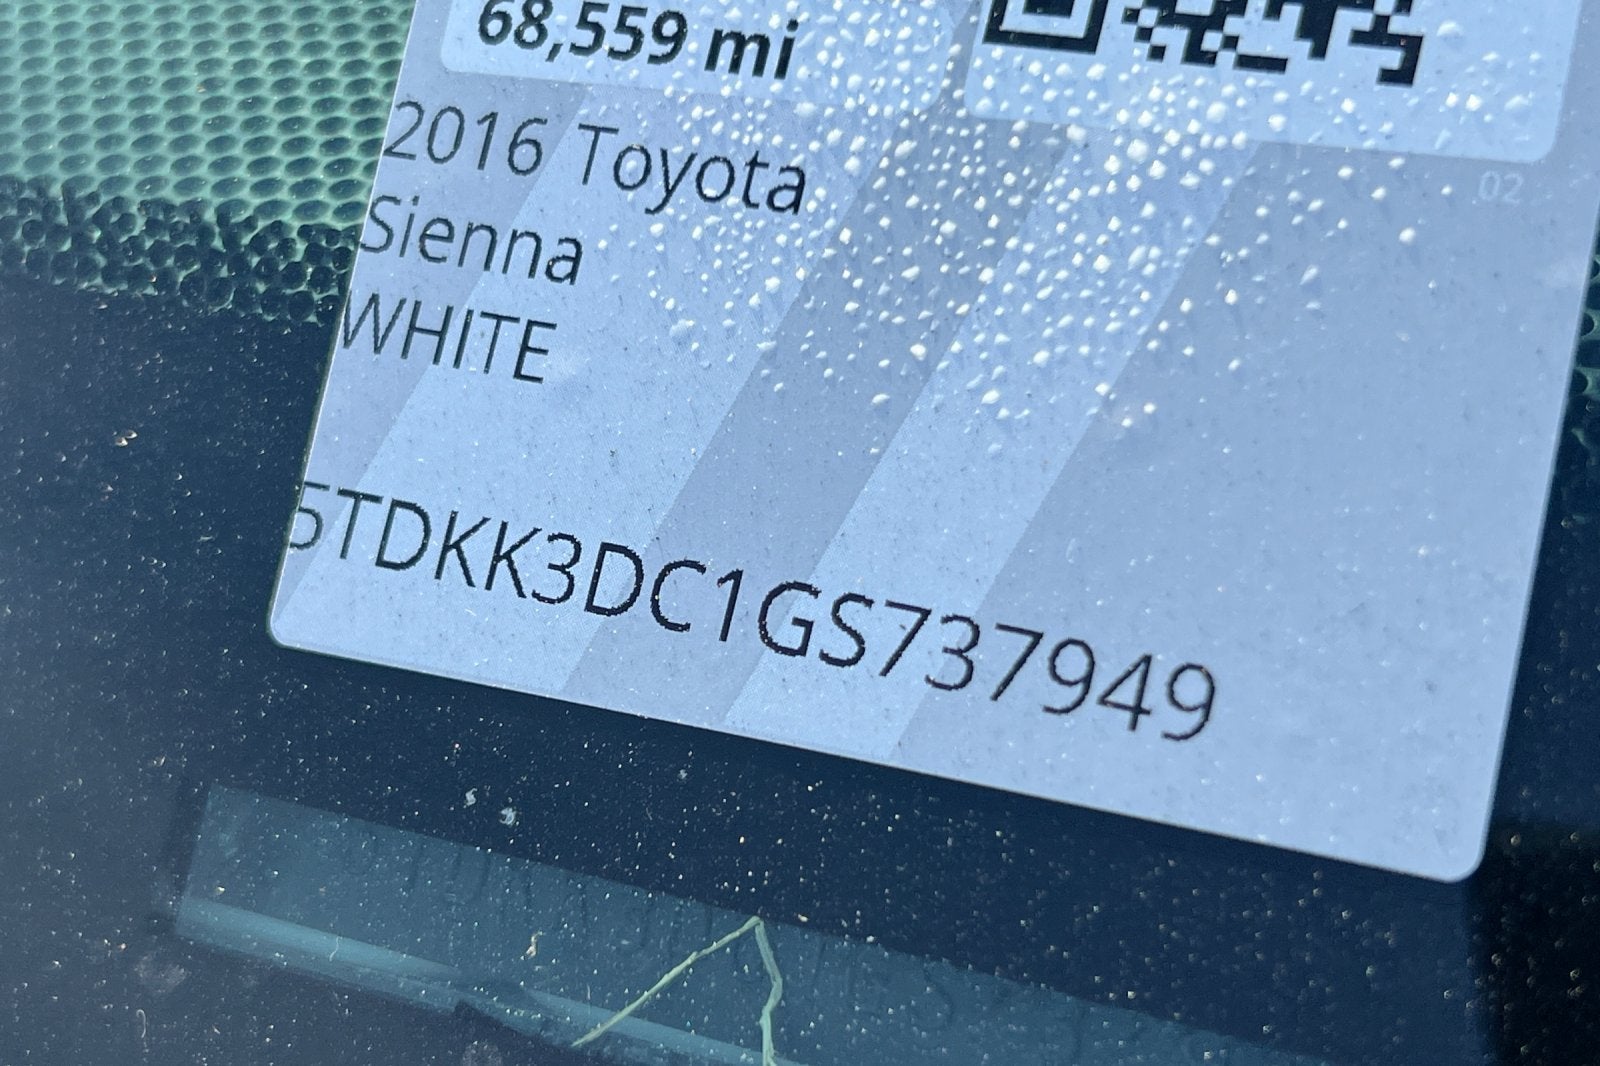 68,559 mi
02
2016 Toyota
Sienna
WHITE
5TDKK3DC1GS737949